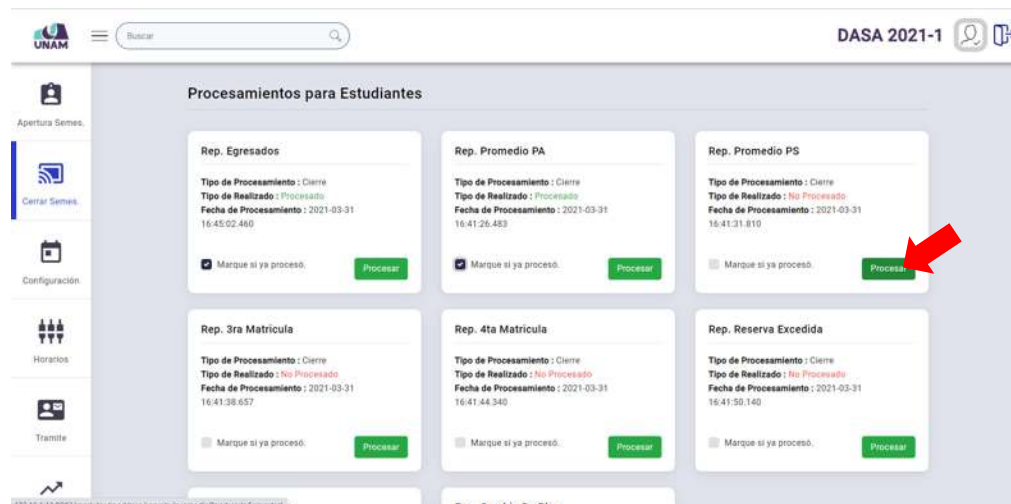 UNAM
Buscar
DASA 2021-1
Apertura Semes.
Cerrar Semes.
Configuración
Horarios
Tramite
Procesamientos para Estudiantes
Rep. Egresados
Tipo de Procesamiento : Cierre
Tipo de Realizado : Procesado
Fecha de Procesamiento : 2021-03-31
16:45:02.460
Marque si ya procesó.
Procesar
Rep. Promedio PA
Tipo de Procesamiento : Cierre
Tipo de Realizado : Procesado
Fecha de Procesamiento : 2021-03-31
16:41:26.483
Marque si ya procesó.
Procesar
Rep. Promedio PS
Tipo de Procesamiento : Cierre
Tipo de Realizado : No Procesado
Fecha de Procesamiento : 2021-03-31
16:41:31.810
Marque si ya procesó.
Procesar
Rep. 3ra Matricula
Tipo de Procesamiento : Cierre
Tipo de Realizado : No Procesado
Fecha de Procesamiento : 2021-03-31
16:41:38.657
Marque si ya procesó.
Procesar
Rep. 4ta Matricula
Tipo de Procesamiento : Cierre
Tipo de Realizado : No Procesado
Fecha de Procesamiento : 2021-03-31
16:41:44.340
Marque si ya procesó.
Procesar
Rep. Reserva Excedida
Tipo de Procesamiento : Cierre
Tipo de Realizado : No Procesado
Fecha de Procesamiento : 2021-03-31
16:41:50.140
Marque si ya procesó.
Procesar